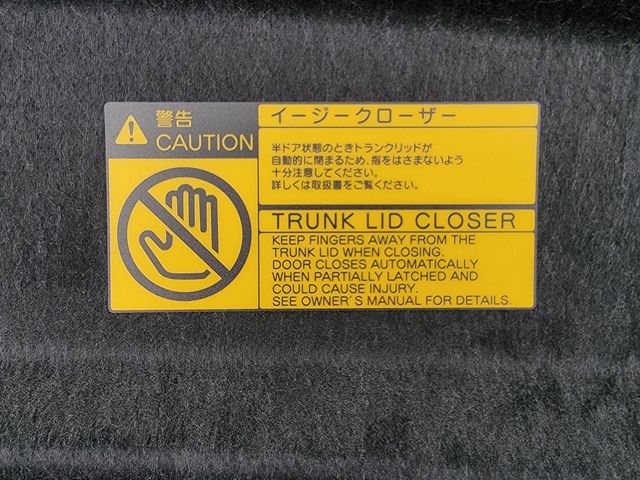 警告
CAUTION
イージークローザー
半ドア状態のときトランクリッドが
自動的に閉まるため、指をはさまないよう
十分注意してください。
詳しくは取扱書をご覧ください。
TRUNK LID CLOSER
KEEP FINGERS AWAY FROM THE
TRUNK LID WHEN CLOSING.
DOOR CLOSES AUTOMATICALLY
WHEN PARTIALLY LATCHED AND
COULD CAUSE INJURY.
SEE OWNER'S MANUAL FOR DETAILS.